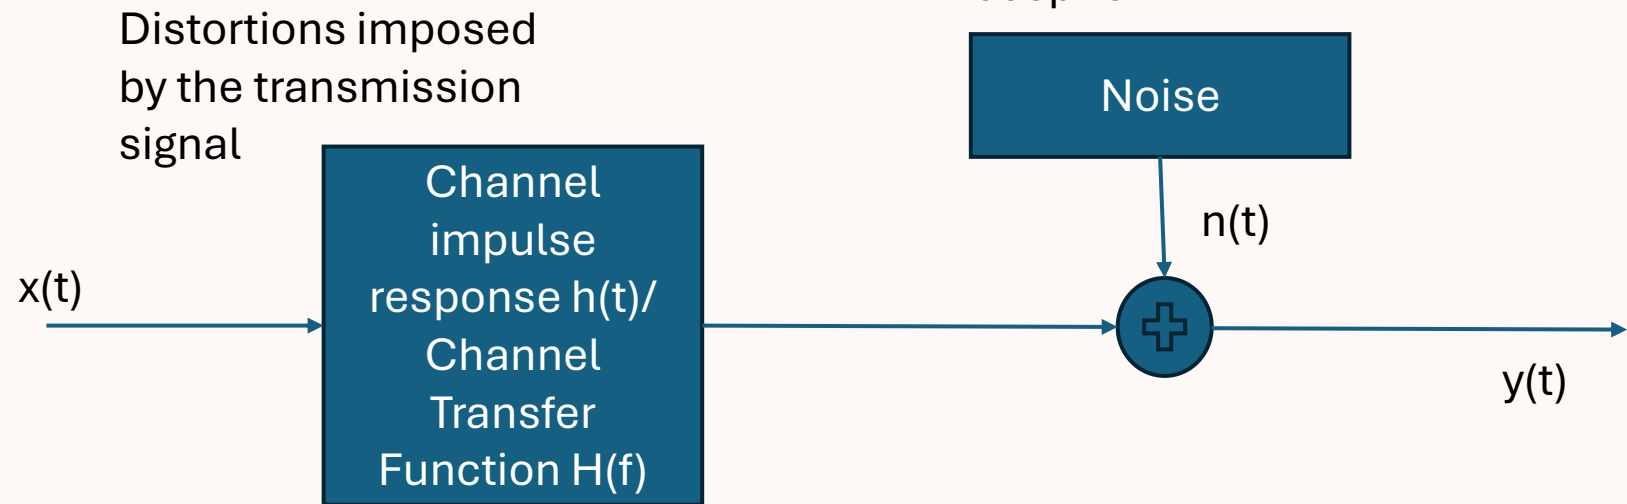 Distortions imposed
by the transmission
signal
Noise
Channel
impulse
response h(t)/
Channel
Transfer
Function H(f)
n(t)
x(t)
y(t)